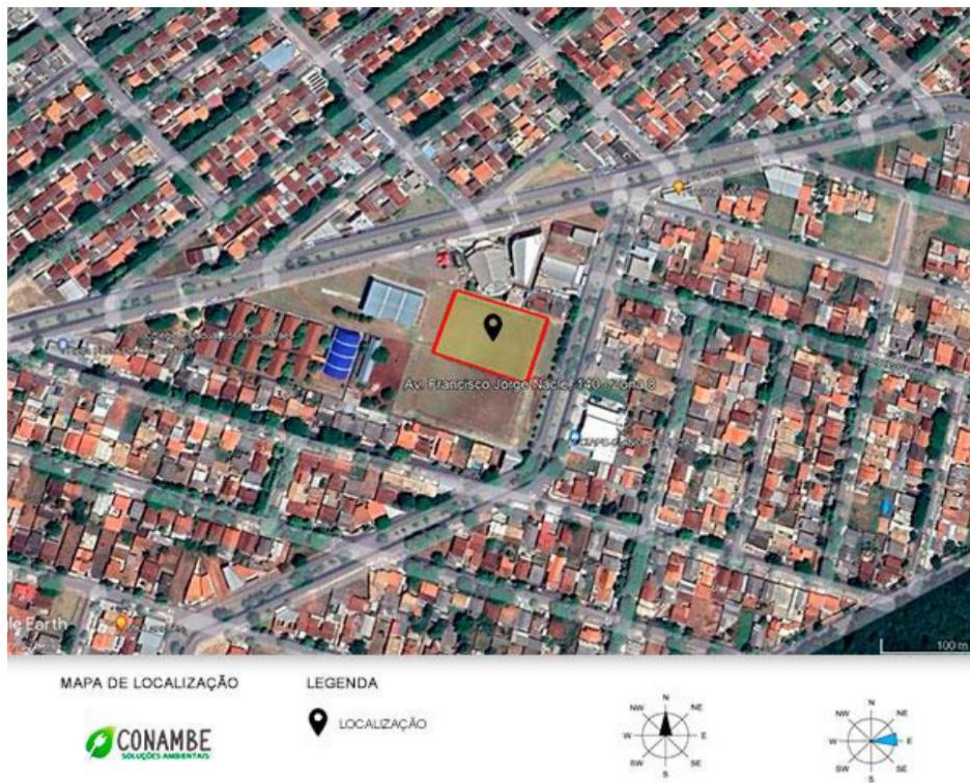 Av. Francisco Jorge Nacle, 140 - Zona 8
le Earth
100 m
MAPA DE LOCALIZAÇÃO
LEGENDA
CONAMBE
SOLUÇÕES AMBIENTAIS
LOCALIZAÇÃO
N
NW NE
W E
SW SE
S
N
NW NE
W E
SW SE
S